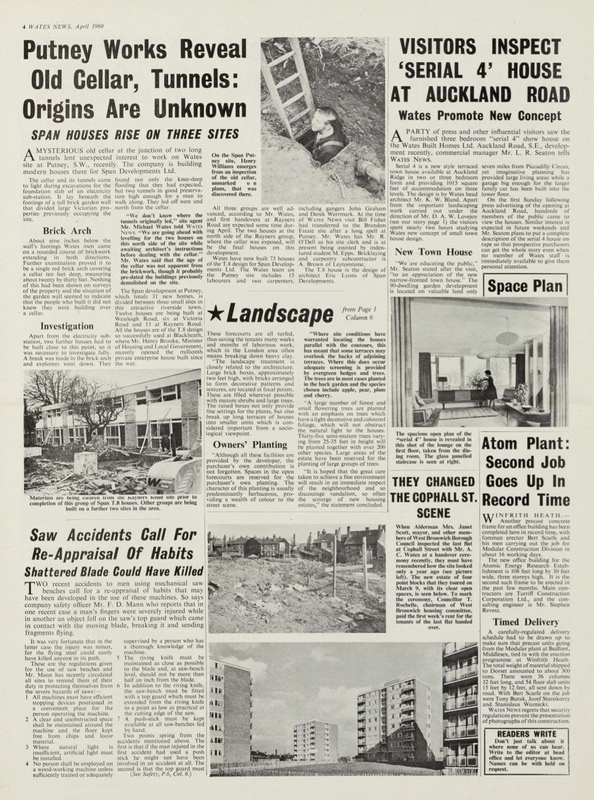 4 WATES NEWS, April 1960
Putney Works Reveal
Old Cellar, Tunnels:
Origins Are Unknown
SPAN HOUSES RISE ON THREE SITES
A MYSTERIOUS old cellar at the junction of two long
tunnels lent unexpected interest to work on Wates
site at Putney, S.W., recently. The company is building
modern houses there for Span Developments Ltd.
The cellar and its tunnels came
to light during excavations for the
foundation slab of an electricity
sub-station. It lay beneath the
footings of a tall brick garden wall
that divided large Victorian pro-
perties previously occupying the
site.
Brick Arch
About nine inches below the
wall's footings Wates men came
on a rounded course of brickwork
extending in both directions.
Further examination proved it to
be a single red brick arch covering
a cellar ten feet deep, measuring
about twenty by thirty feet. Nothing
of this had been shown on surveys
of the property and the situation of
the garden wall seemed to indicate
that the people who built it did not
know they were building over
a cellar.
Investigation
Apart from the electricity sub-
station, two further houses had to
be built close to this point, so it
was necessary to investigate fully.
A break was made in the brick arch
and explorers went down. They
found not only the knee-deep
flooding that they had expected,
but two tunnels in good preserva-
tion high enough for a man to
walk along. They led off west and
north from the cellar.
"We don't know where the
tunnels originally led," site agent
Mr. Michael Waters told WATES
NEWS. "We are going ahead with
footings for the two houses on
this north side of the site while
awaiting architect's instructions
before dealing with the cellar."
Mr. Waters said that the age of
the cellar was not apparent from
the brickwork, though it probably
pre-dated the buildings previously
demolished on the site.
The Span development at Putney,
which totals 31 new homes, is
divided between three small sites in
this attractive riverside town.
Twelve houses are being built at
Westleigh Road, six at Victoria
Road and 13 at Rayners Road.
All the houses are of the T.8 design
so successfully used at Blackheath,
where Mr. Henry Brooke, Minister
of Housing and Local Government,
recently opened the millionth
private enterprise house built since
the war.
On the Span Put-
ney site, Henry
Williams emerges
from an inspection
of the old cellar,
unmarked on
plans, that was
discovered there.
All three groups are well ad-
vanced, according to Mr. Waters,
and first handovers at Rayners
Road are expected some time dur-
ing April. The two houses at the
north end of the Rayners group,
where the cellar was exposed, will
be the final houses on this
development.
Wates have now built 73 houses
of the T.8 design for Span Develop-
ments Ltd. The Wates team on
the Putney site includes 15
labourers and two carpenters,
including gangers John Graham
and Derek Wermerck. At the time
of WATES NEWS visit Bill Fisher
had transferred to the Bresden
Estate site after a long spell at
Putney as general foreman. Joe
O'Dell as his site clerk and is at
present being assisted by inden-
tured student M. Epps. Bricklaying
and carpentry subcontractor is
A. Brown of Leytonstone.
The T.8 house is the design of
architect Eric Lyons of Span
Developments.
VISITORS INSPECT
'SERIAL 4' HOUSE
AT AUCKLAND ROAD
Wates Promote New Concept
A PARTY of press and other influential visitors saw the
furnished three bedroom "serial 4" show house on
the Wates Built Homes Ltd. Auckland Road, S.E., develop-
ment recently, commercial manager Mr. L. R. Seaton tells
WATES NEWS.
Serial 4 is a new style terraced
town house available at Auckland
Ridge in two or three bedroom
form and providing 1013 square
feet of accommodation on three
levels. The design is by Wates Ltd.
architect Mr. K. W. Bland. Apart
from the important landscaping
work carried out under the
direction of Mr. D. A. W. Lovejoy
(see story page 1) the visitors
spent nearly two hours studying
Wates new concept of small town
house design.
New Town House
"We are educating the public,"
Mr. Seaton stated after the visit,
"to an appreciation of the new
narrow-fronted town house. The
90-dwelling garden development
is located on valuable land only
seven miles from Piccadilly Circus,
yet imaginative planning has
provided large living areas while a
garage big enough for the larger
family car has been built into the
lower floor."
On the first Sunday following
press advertising of the opening at
Auckland Road, hundreds of
members of the public came to
view the houses. Similar interest is
expected in future weekends and
Mr. Seaton plans to put a complete
description of the serial 4 house on
tape so that prospective purchasers
can get the whole story even when
no member of Wates staff is
immediately available to give them
personal attention.
Space Plan
The spacious open plan of the
"serial 4" house is revealed in
this shot of the lounge on the
first floor, taken from the din-
ing room. The glass panelled
staircase is seen at right.
★ Landscape
from Page 1
Column 6
These forecourts are all turfed,
thus saving the tenants many weeks
and months of laborious work,
which in the London area often
means breaking down heavy clay.
"The landscape treatment is
closely related to the architecture.
Large brick boxes, approximately
two feet high, with bricks arranged
to form decorative patterns and
textures, are located at focal points.
These are filled wherever possible
with mature shrubs and large trees.
The raised boxes not only provide
fine settings for the plants, but also
break up long terraces of houses
into smaller units which is con-
sidered important from a socio-
logical viewpoint.
Owners' Planting
"Although all these facilities
are provided by the developer, the
purchaser's own contribution is
not forgotten. Spaces in the open
forecourts are reserved for the
purchaser's own planting. The
character of this planting is usually
predominantly herbaceous, pro-
viding a wealth of colour to the
street scene.
"Where site conditions have
warranted locating the houses
parallel with the contours, this
has meant that some terraces may
overlook the backs of adjoining
terraces. Where this does occur
adequate screening is provided
by evergreen hedges and trees.
The trees are in most cases planted
in the back garden and the species
chosen include apple, pear, plum
and cherry.
"A large number of forest and
small flowering trees are planted
with an emphasis on trees which
have a light decorative and coloured
foliage, which will not obstruct
the natural light to the houses.
Thirty-five semi-mature trees vary-
ing from 25-35 feet in height will
be planted together with over 200
other species. Large areas of the
estate have been reserved for the
planting of large groups of trees.
"It is hoped that the great care
taken to achieve a fine environment
will result in an immediate respect
of the neighbourhood and so
discourage vandalism, so often
the scourge of new housing
estates," the statement concluded.
Materials are being cleared from the Rayners Road site prior to
completion of this group of Span T.8 houses. Other groups are being
built on a further two sites in the area.
Saw Accidents Call For
Re-Appraisal Of Habits
Shattered Blade Could Have Killed
TWO recent accidents to men using mechanical saw
benches call for a re-appraisal of habits that may
have been developed in the use of these machines. So says
company safety officer Mr. F. D. Mann who reports that in
one recent case a man's fingers were severely injured while
in another an object fell on the saw's top guard which came
in contact with the moving blade, breaking it and sending
fragments flying.
It was very fortunate that in the
latter case the injury was minor,
for the flying steel could easily
have killed anyone in its path.
These are the regulations given
for the use of saw benches and
Mr. Mann has recently circulated
all sites to remind them of their
duty in protecting themselves from
the severe hazards of saws:—
1 All machines must have efficient
stopping devices positioned in
a convenient place for the
person operating the machine.
2 A clear and unobstructed space
shall be maintained around the
machine and the floor kept
free from chips and loose
material.
3 Where natural light is
insufficient, artificial light must
be installed.
4 No person shall be employed on
a wood-working machine unless
sufficiently trained or adequately
supervised by a person who has
a thorough knowledge of the
machine.
5 The riving knife must be
maintained as close as possible
to the blade and, at saw-bench
level, should not be more than
half an inch from the blade.
6 In addition to the riving knife,
the saw-bench must be fitted
with a top guard which must be
extended from the riving knife
to a point as low as practical at
the cutting edge of the saw.
7 A push-stick must be kept
available at all saw-benches fed
by hand.
Two points spring from the
accidents mentioned above. The
first is that if the man injured in the
first accident had used a push
stick he might not have been
involved in an accident at all. The
second is that the top guard must
(See Safety, P.6, Col. 6.)
THEY CHANGED
THE COPHALL ST.
SCENE
When Alderman Mrs. Janet
Scott, mayor, and other mem-
bers of West Bromwich Borough
Council inspected the last flat
at Cophall Street with Mr. A.
C. Wates at a handover cere-
mony recently, they must have
remembered how the site looked
only a year ago (see picture
left). The new estate of four
point blocks that they toured on
March 9, with its clear open
spaces, is seen below. To mark
the ceremony, Councillor T.
Rochelle, chairman of West
Bromwich housing committee,
paid the first week's rent for the
tenants of the last flat handed
over.
Atom Plant:
Second Job
Goes Up In
Record Time
WINFRITH HEATH.—
Another precast concrete
frame for an office building has been
completed here in record time, with
foreman erector Bert Scarfe and
his men carrying out the job for
Modular Construction Division in
about 16 working days.
The new office building for the
Atomic Energy Research Estab-
lishment is 108 feet long by 30 feet
wide, three storeys high. It is the
second such frame to be erected in
the past few months. Main con-
tractors are Turriff Construction
Corporation Ltd., and the con-
sulting engineer is Mr. Stephen
Revesz.
Timed Delivery
A carefully-regulated delivery
schedule had to be drawn up to
make sure that precast units going
from the Modular plant at Bedfont,
Middlesex, tied in with the erection
programme at Winfrith Heath.
The total weight of material shipped
to Dorset amounted to about 300
tons. There were 36 columns
32 feet long, and 54 floor slab units
15 feet by 12 feet, all sent down by
road. With Bert Scarfe on the job
were Tony Burak, Josef Starokorzy
and Stanislaus Wozmicki.
WATES NEWS regrets that security
regulations prevent the presentation
of photographs of this construction.
READERS WRITE
Don't just talk about it
where none of us can hear.
Write to the editor at head
office and let everyone know.
Names can be with held on
request.